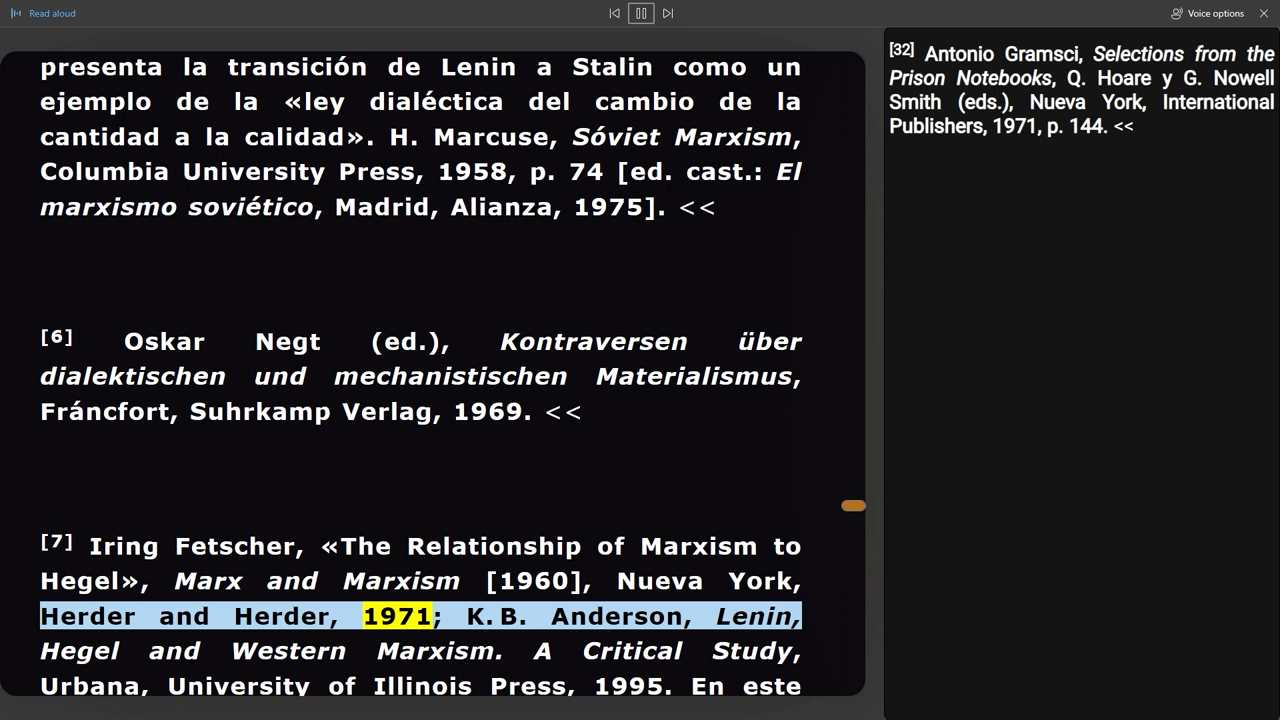 Read aloud
Voice options
presenta la transición de Lenin a Stalin como un
ejemplo de la «ley dialéctica del cambio de la
cantidad a la calidad». H. Marcuse, Sóviet Marxism,
Columbia University Press, 1958, p. 74 [ed. cast.: El
marxismo soviético, Madrid, Alianza, 1975]. <<
[6] Oskar Negt (ed.), Kontraversen über
dialektischen und mechanistischen Materialismus,
Fráncfort, Suhrkamp Verlag, 1969. <<
[7] Iring Fetscher, «The Relationship of Marxism to
Hegel», Marx and Marxism [1960], Nueva York,
Herder and Herder, 1971; K. B. Anderson, Lenin,
Hegel and Western Marxism. A Critical Study,
Urbana, University of Illinois Press, 1995. En este
[32] Antonio Gramsci, Selections from the
Prison Notebooks, Q. Hoare y G. Nowell
Smith (eds.), Nueva York, International
Publishers, 1971, p. 144. <<